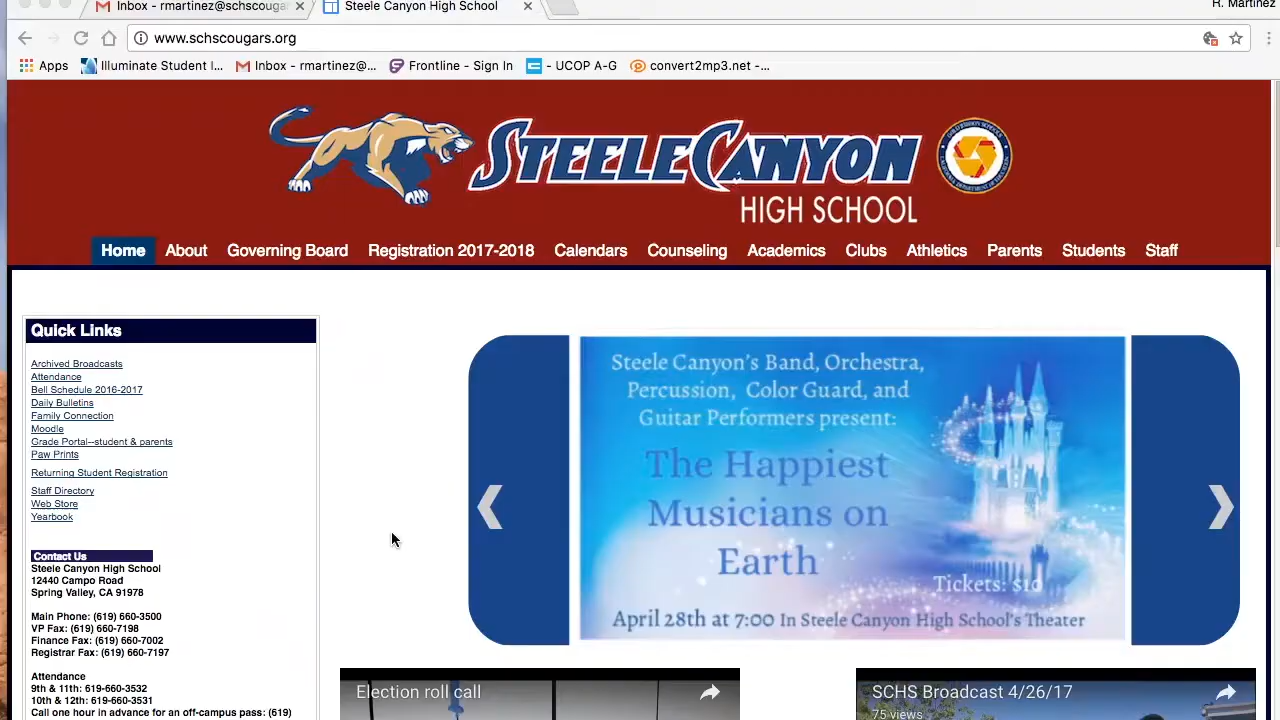 R. Martinez
Inbox - rmartinez@schscougar
Steele Canyon High School
www.schscougars.org
Apps
Illuminate Student I...
Inbox - rmartinez@...
Frontline - Sign In
- UCOP A-G
convert2mp3.net -...
STEELE CANYON
HIGH SCHOOL
Home About Governing Board Registration 2017-2018 Calendars Counseling Academics Clubs Athletics Parents Students Staff
Quick Links
Archived Broadcasts
Attendance
Bell Schedule 2016-2017
Daily Bulletins
Family Connection
Moodle
Grade Portal--student & parents
Paw Prints
Returning Student Registration
Staff Directory
Web Store
Yearbook
Contact Us
Steele Canyon High School
12440 Campo Road
Spring Valley, CA 91978
Main Phone: (619) 660-3500
VP Fax: (619) 660-7198
Finance Fax: (619) 660-7002
Registrar Fax: (619) 660-7197
Attendance
9th & 11th: 619-660-3532
10th & 12th: 619-660-3531
Call one hour in advance for an off-campus pass: (619)
Steele Canyon's Band, Orchestra,
Percussion, Color Guard, and
Guitar Performers present:
The Happiest
Musicians on
Earth
Tickets: $10
April 28th at 7:00 In Steele Canyon High School's Theater
Election roll call
SCHS Broadcast 4/26/17
75 views